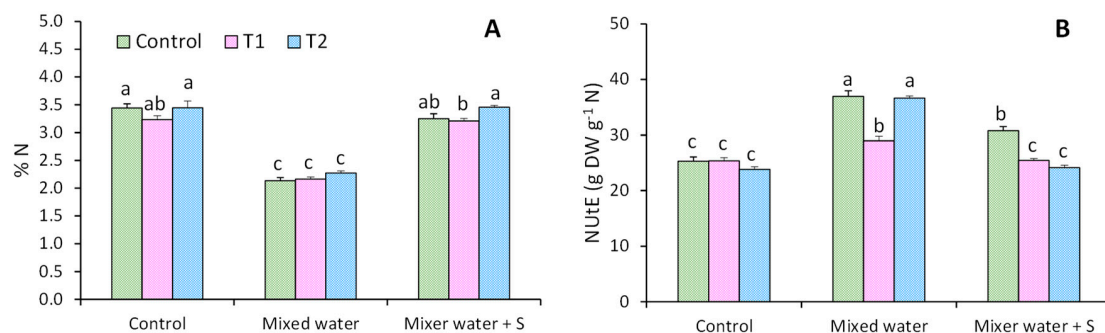 A
% N
5.0
4.5
4.0
3.5
3.0
2.5
2.0
1.5
1.0
0.5
0.0
Control T1 T2
a ab a
c c c
ab b a
Control Mixed water Mixer water + S
B
NUtE (g DW g⁻¹ N)
50
40
30
20
10
0
c c c
a b a
b c c
Control Mixed water Mixer water + S